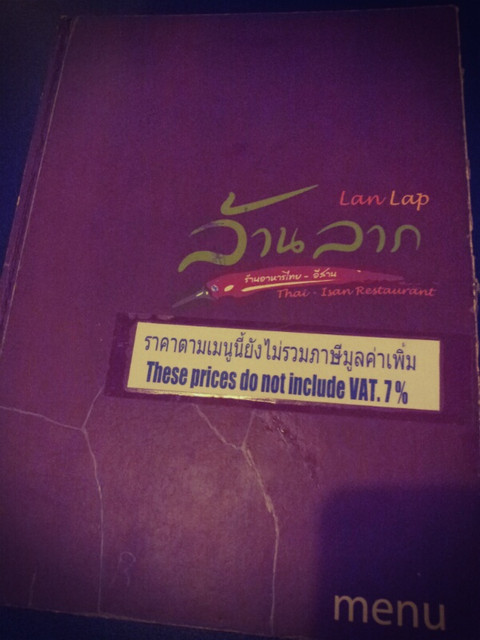 Lan Lap
ล้านลาภ
ร้านอาหารไทย - อีสาน
Thai - Isan Restaurant
ราคาตามเมนูนี้ยังไม่รวมภาษีมูลค่าเพิ่ม
These prices do not include VAT. 7%
menu